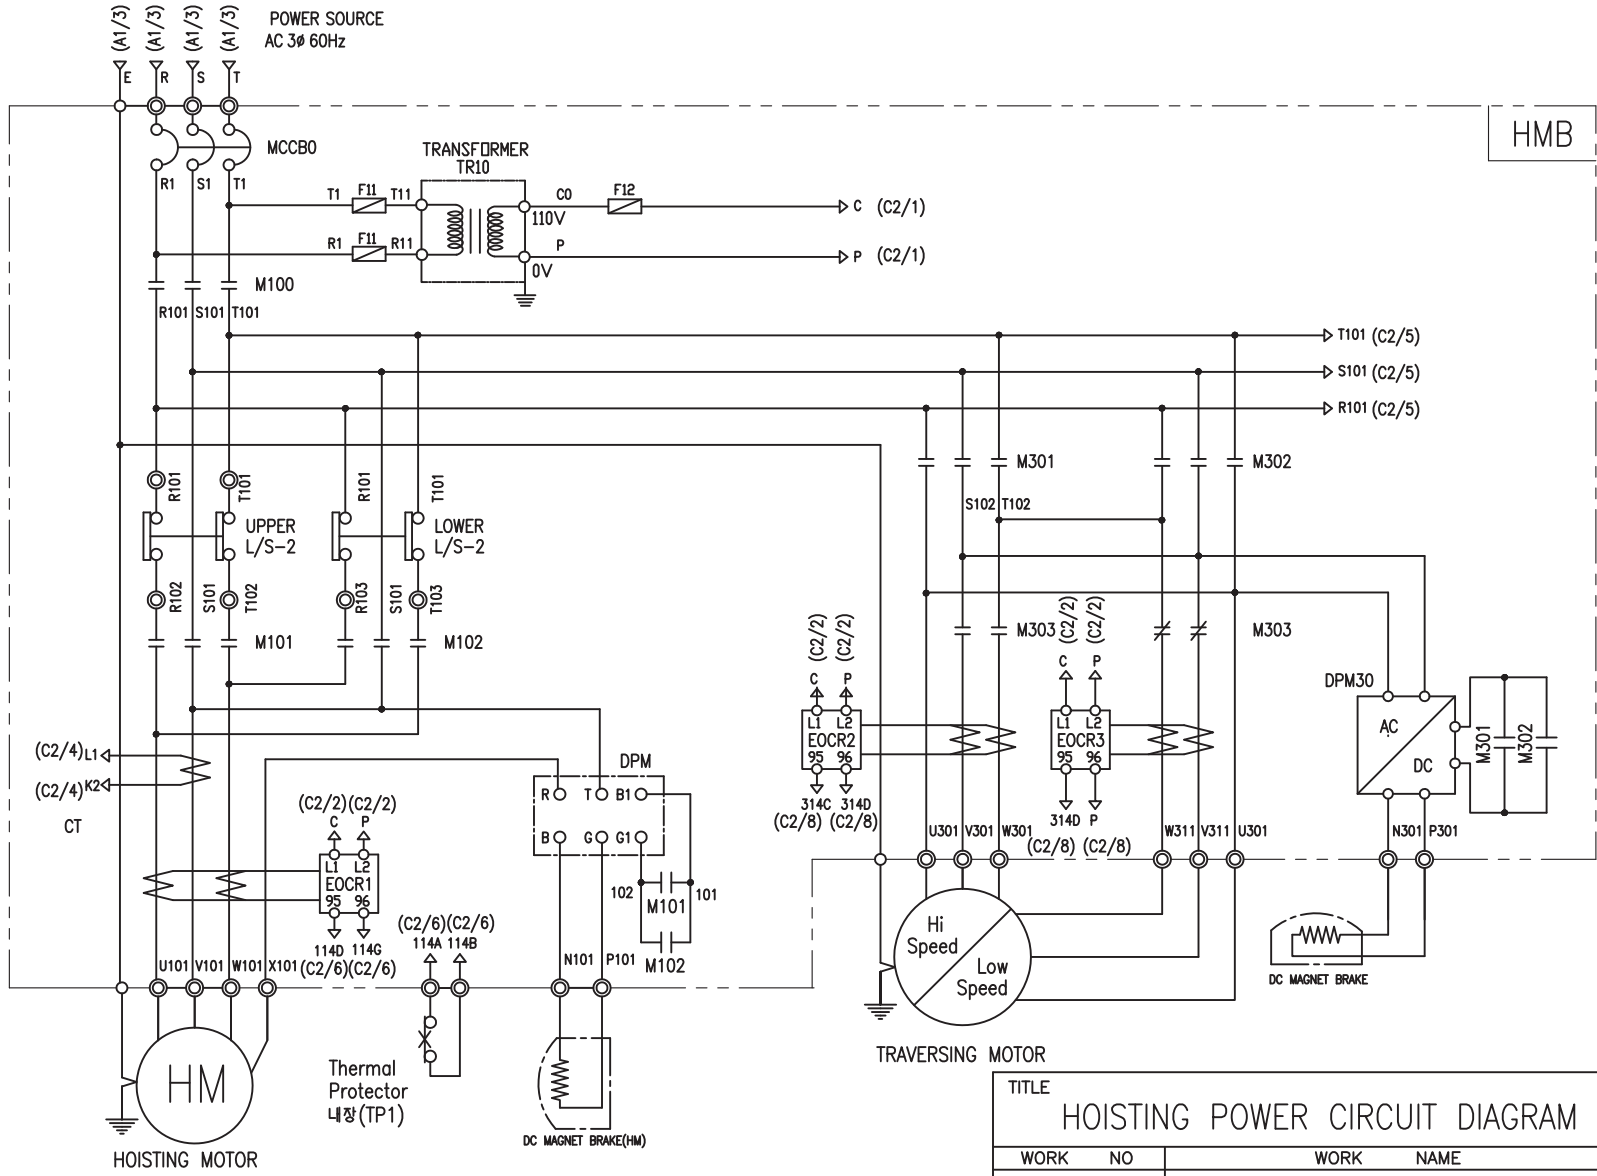 (A1/3) (A1/3) (A1/3) (A1/3)
POWER SOURCE
AC 3ø 60Hz
E R S T
HMB
MCCB0
R1 S1 T1
TRANSFORMER
TR10
T1 F11 T11
C0 F12
C (C2/1)
110V
R1 F11 R11
P
P (C2/1)
0V
M100
R101 S101 T101
T101 (C2/5)
S101 (C2/5)
R101 (C2/5)
M301
M302
R101 T101 R101 T101
S102 T102
UPPER
L/S-2
LOWER
L/S-2
R102 S101 T102 R103 S101 T103
M101
M102
(C2/2) (C2/2)
M303
(C2/2) (C2/2)
M303
C P
C P
DPM30
L1 L2
EOCR2
95 96
L1 L2
EOCR3
95 96
AC
DC
M301 M302
(C2/4) L1
(C2/4) K2
CT
DPM
R T B1
B G G1
314C 314D
(C2/8) (C2/8)
314D P
(C2/8) (C2/8)
U301 V301 W301
W311 V311 U301
N301 P301
(C2/2) (C2/2)
C P
L1 L2
EOCR1
95 96
114D 114G
(C2/6) (C2/6)
102 101
M101
M102
(C2/6) (C2/6)
114A 114B
U101 V101 W101 X101
N101 P101
Hi
Speed
Low
Speed
DC MAGNET BRAKE
TRAVERSING MOTOR
HM
HOISTING MOTOR
Thermal
Protector
내장(TP1)
DC MAGNET BRAKE(HM)
TITLE
HOISTING POWER CIRCUIT DIAGRAM
WORK NO
WORK NAME